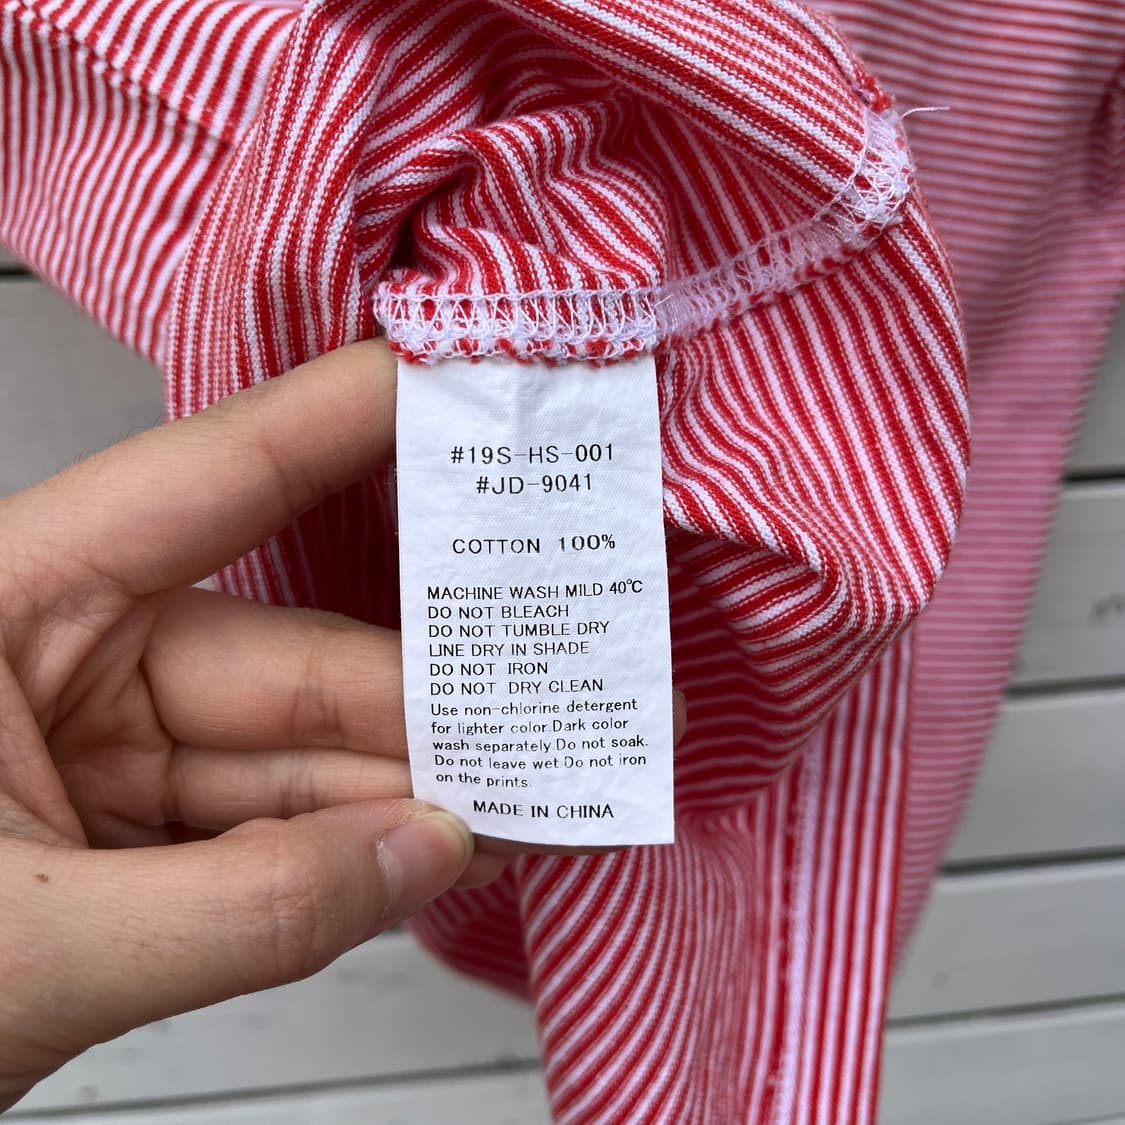 #19S-HS-001
#JD-9041
COTTON 100%
MACHINE WASH MILD 40℃
DO NOT BLEACH
DO NOT TUMBLE DRY
LINE DRY IN SHADE
DO NOT IRON
DO NOT DRY CLEAN
Use non-chlorine detergent
for lighter color.Dark color
wash separately.Do not soak.
Do not leave wet.Do not iron
on the prints.
MADE IN CHINA